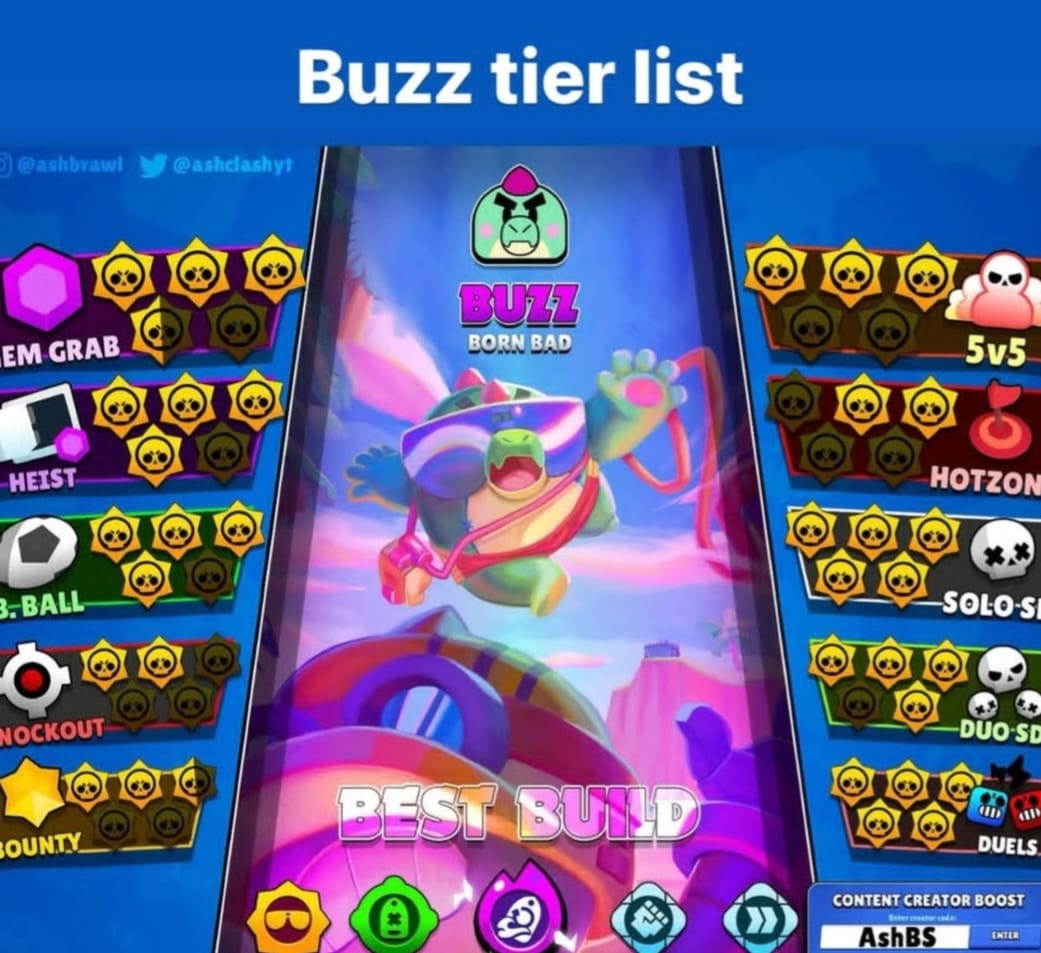 Buzz tier list
@ashbrawl @ashclashyt
BUZZ
BORN BAD
EM GRAB
5v5
HEIST
HOTZON
B. BALL
SOLO-S
NOCKOUT
DUO-SD
BOUNTY
DUELS
BEST BUILD
CONTENT CREATOR BOOST
Enter creator code:
AshBS
ENTER